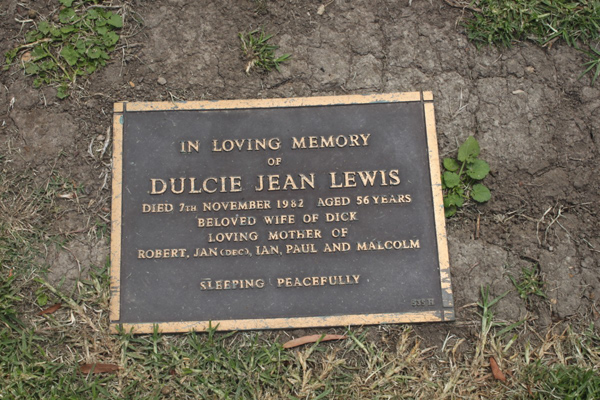 IN LOVING MEMORY
OF
DULCIE JEAN LEWIS
DIED 7TH NOVEMBER 1982 AGED 56 YEARS
BELOVED WIFE OF DICK
LOVING MOTHER OF
ROBERT, JAN (DEC), IAN, PAUL AND MALCOLM
SLEEPING PEACEFULLY